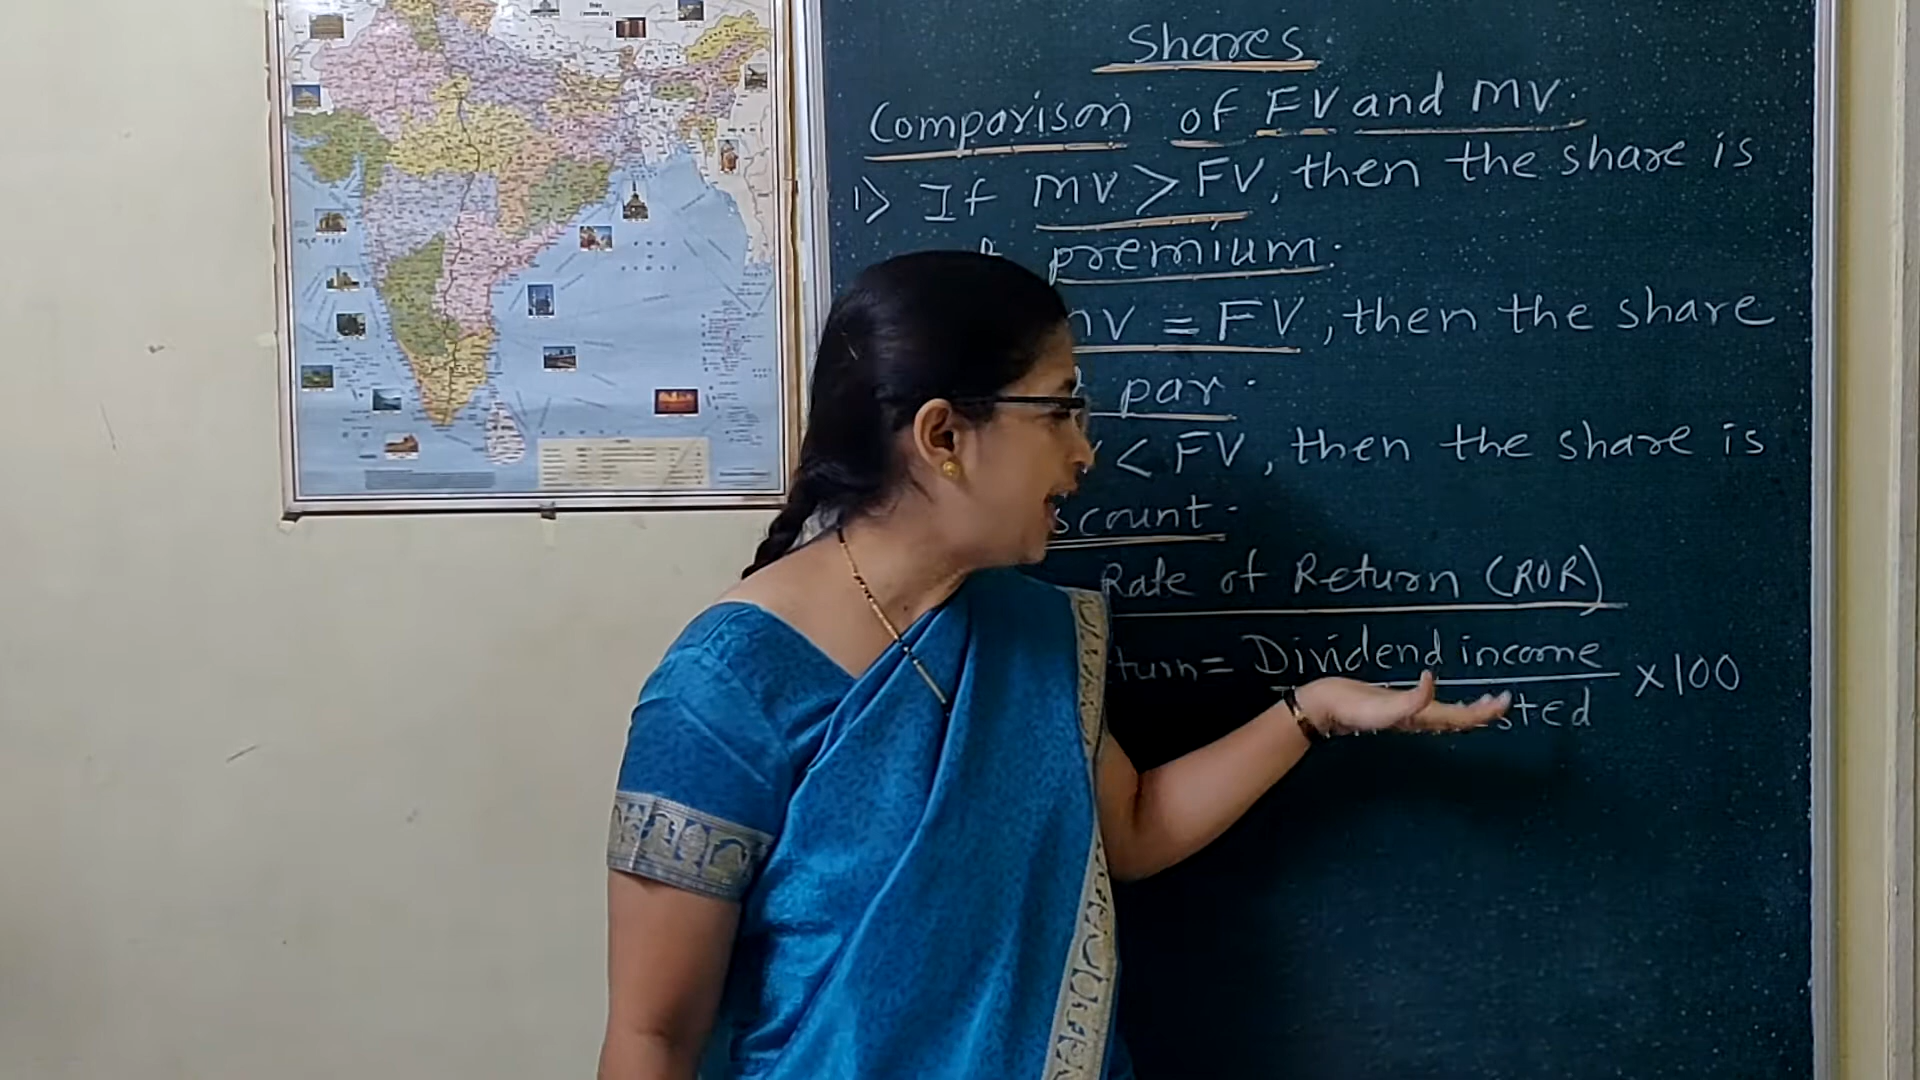 Shares
Comparison of FV and MV.
1) If MV > FV, then the share is
premium.
MV = FV, then the share
par.
< FV, then the share is
scount.
Rate of Return (ROR)
turn = Dividend income
x100
sted